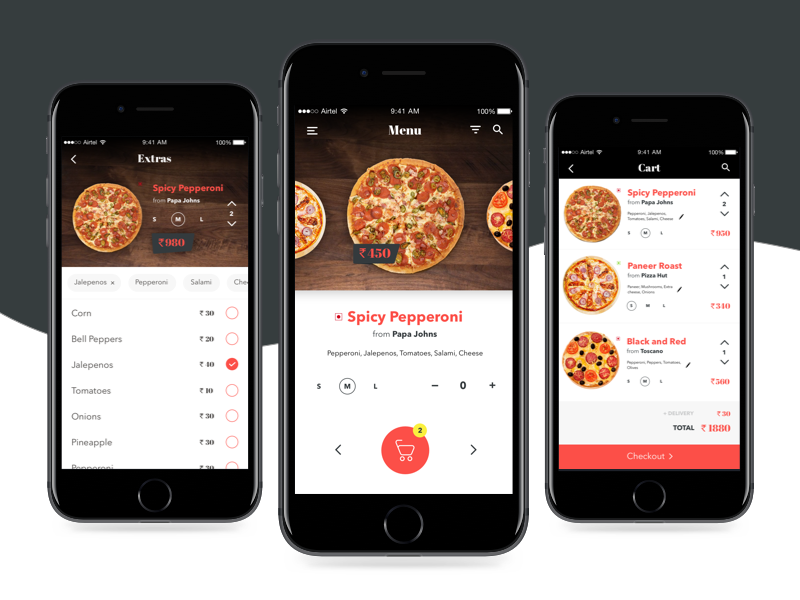 Airtel 9:41 AM 100%
Extras
Spicy Pepperoni
from Papa Johns
S M L
2
₹980
Jalepenos × Pepperoni Salami Che
Corn ₹30
Bell Peppers ₹20
Jalepenos ₹40
Tomatoes ₹10
Onions ₹30
Pineapple ₹30
Pepperoni ₹30
Airtel 9:41 AM 100%
Menu
₹450
Spicy Pepperoni
from Papa Johns
Pepperoni, Jalepenos, Tomatoes, Salami, Cheese
S M L − 0 +
2
Airtel 9:41 AM 100%
Cart
Spicy Pepperoni
from Papa Johns
2
Pepperoni, Jalepenos,
Tomatoes, Salami, Cheese
S M L ₹950
Paneer Roast
from Pizza Hut
1
Paneer, Mushrooms, Extra
cheese, Onions
S M L ₹340
Black and Red
from Toscano
1
Pepperoni, Peppers, Tomatoes,
Olives
S M L ₹560
+ DELIVERY ₹30
TOTAL ₹1880
Checkout >